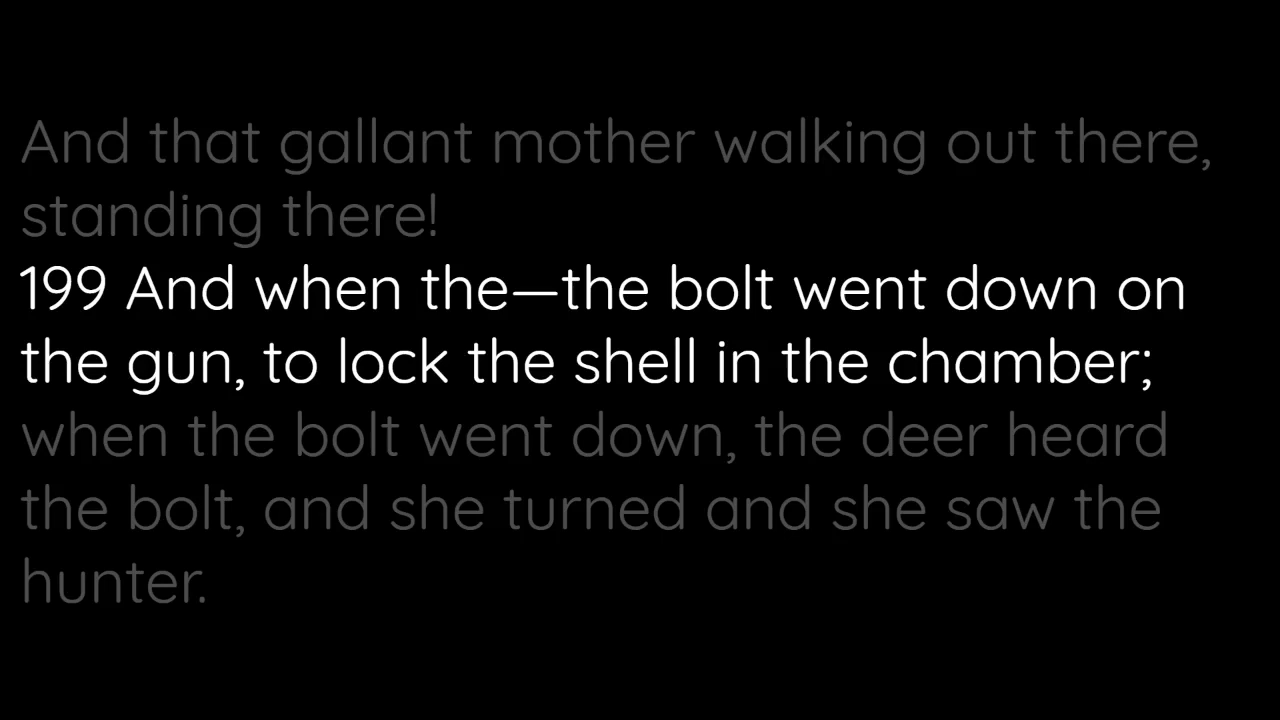 And that gallant mother walking out there,
standing there!
199 And when the—the bolt went down on
the gun, to lock the shell in the chamber;
when the bolt went down, the deer heard
the bolt, and she turned and she saw the
hunter.